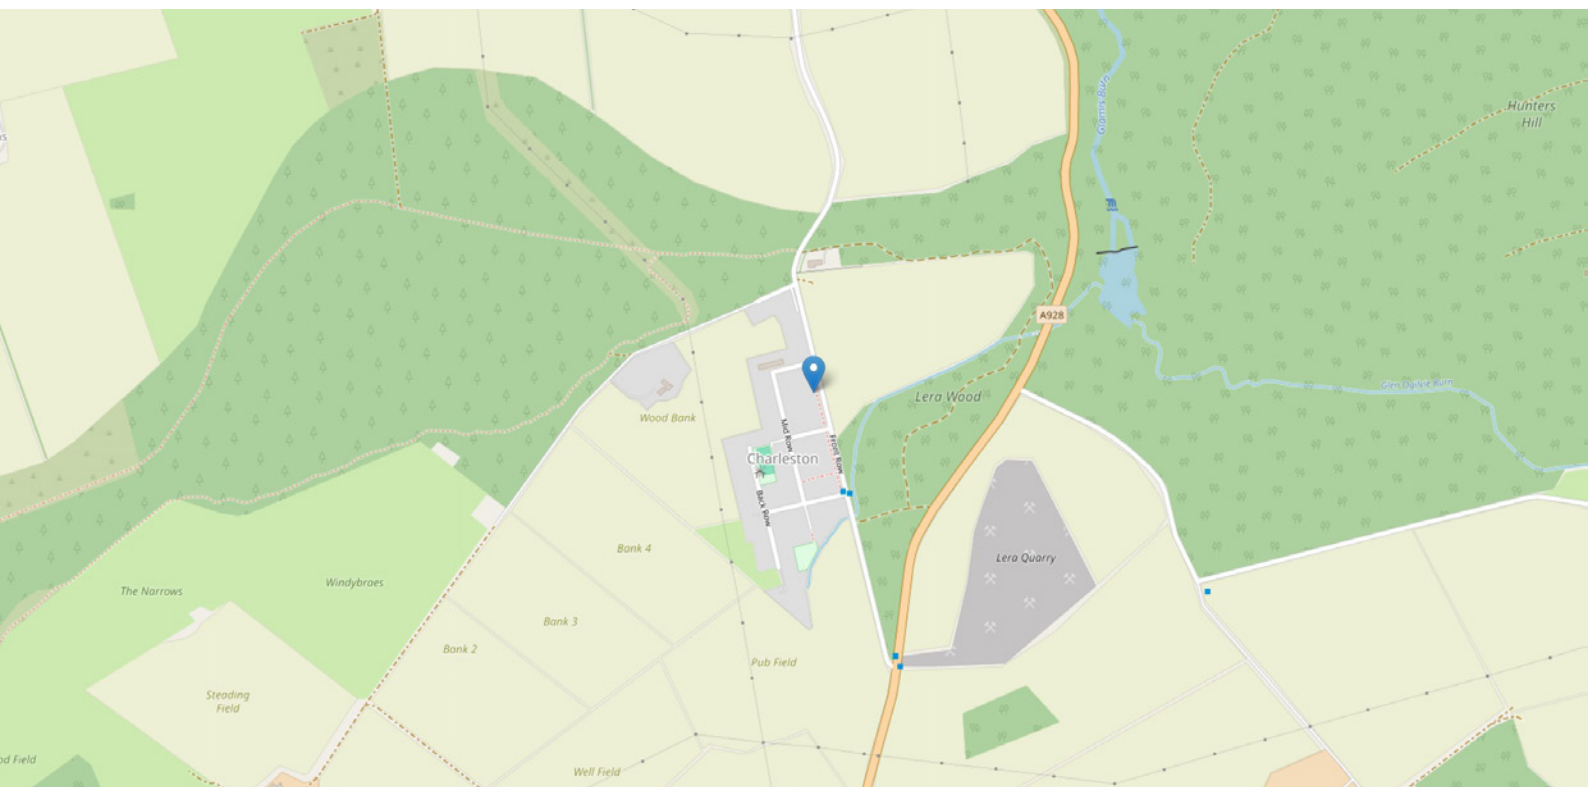 Glamis Burn
Hunters
Hill
A928
Glen Ogilvie Burn
Lera Wood
Wood Bank
Mid Row
Front Row
Charleston
Back Row
Bank 4
Lera Quarry
The Narrows
Windybraes
Bank 3
Bank 2
Pub Field
Steading
Field
Well Field